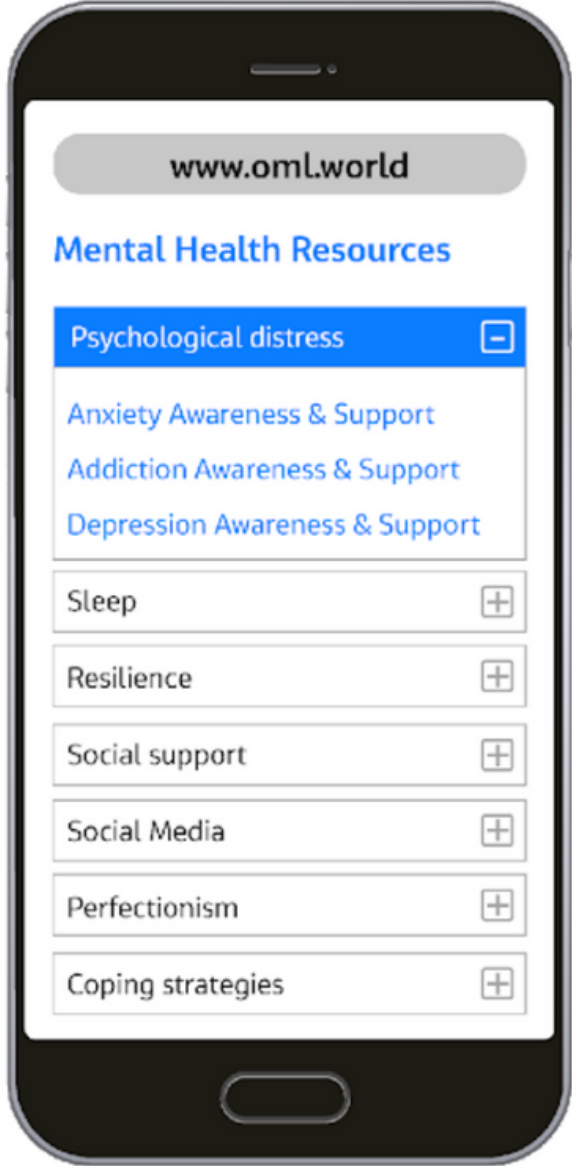 www.oml.world
Mental Health Resources
Psychological distress
Anxiety Awareness & Support
Addiction Awareness & Support
Depression Awareness & Support
Sleep
Resilience
Social support
Social Media
Perfectionism
Coping strategies